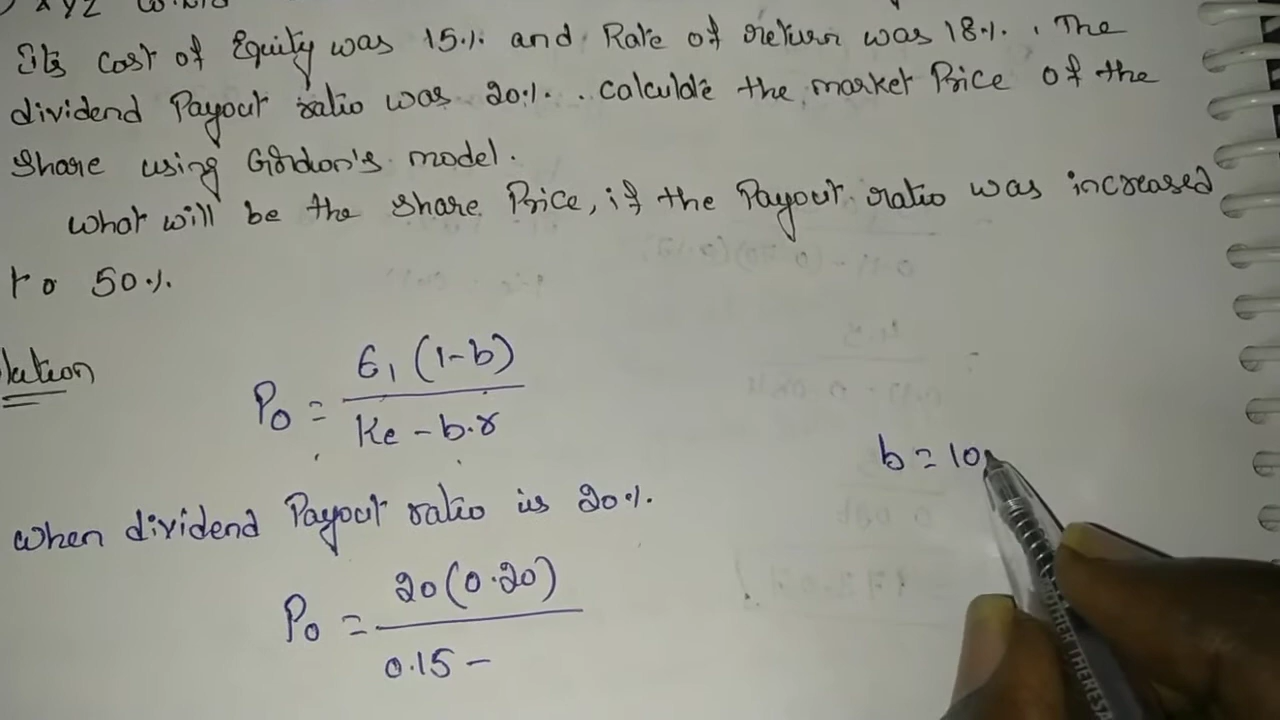 XYZ
Its cost of Equity was 15%. and Rate of return was 18%. . The
dividend Payout ratio was 20%. . calculate the market Price of the
Share using Gordon's model.
What will be the share Price, if the Payout ratio was increased
to 50%.
lution
P0 = E1 (1-b)
Ke - b.r
b = 10
when dividend Payout ratio is 20%.
P0 = 20 (0.20)
0.15 -